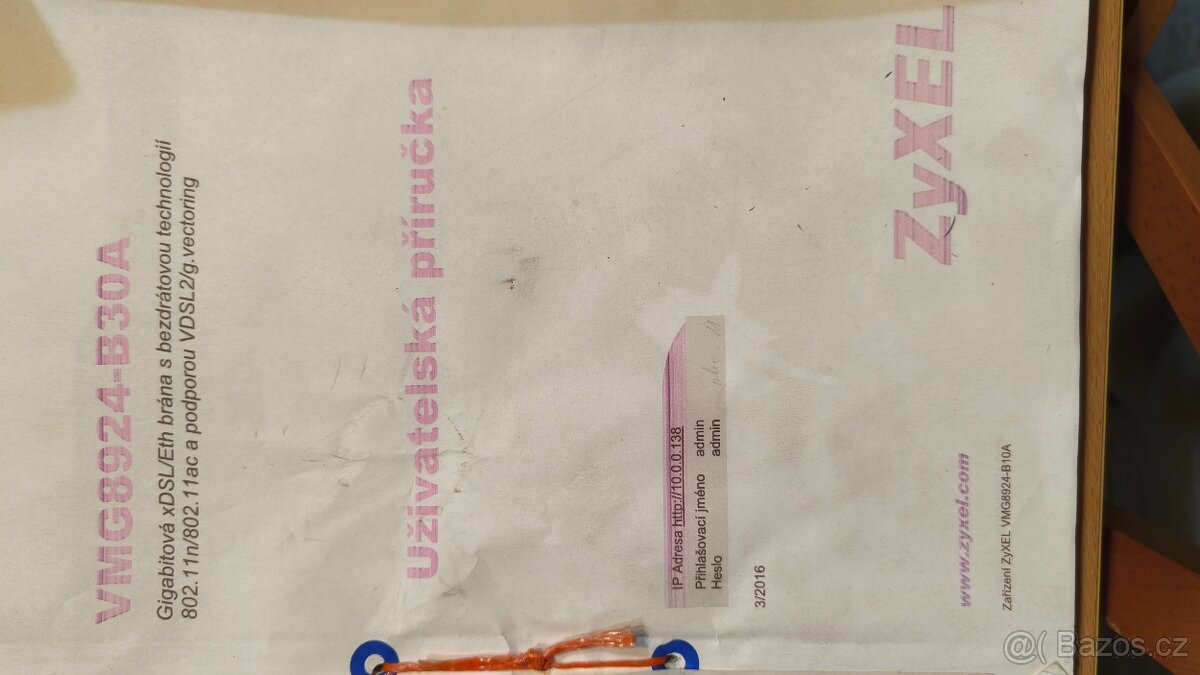 VMG8924-B30A
Gigabitová xDSL/Eth brána s bezdrátovou technologií
802.11n/802.11ac a podporou VDSL2/g.vectoring
Uživatelská příručka
IP Adresa http://10.0.0.138
Přihlašovací jméno admin
Heslo admin
3/2016
ZyXEL
www.zyxel.com
Zařízení ZyXEL VMG8924-B10A
@( Bazos.cz